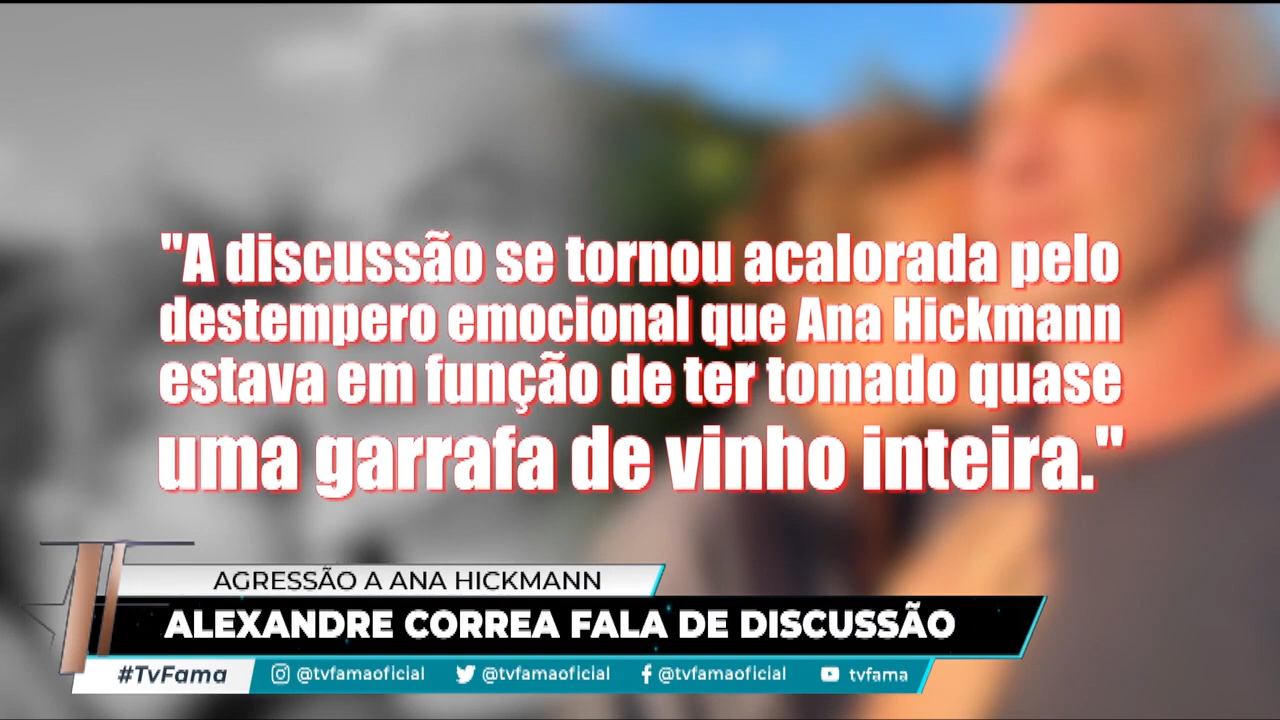 "A discussão se tornou acalorada pelo
destempero emocional que Ana Hickmann
estava em função de ter tomado quase
uma garrafa de vinho inteira."
AGRESSÃO A ANA HICKMANN
ALEXANDRE CORREA FALA DE DISCUSSÃO
#TvFama @tvfamaoficial @tvfamaoficial @tvfamaoficial tvfama